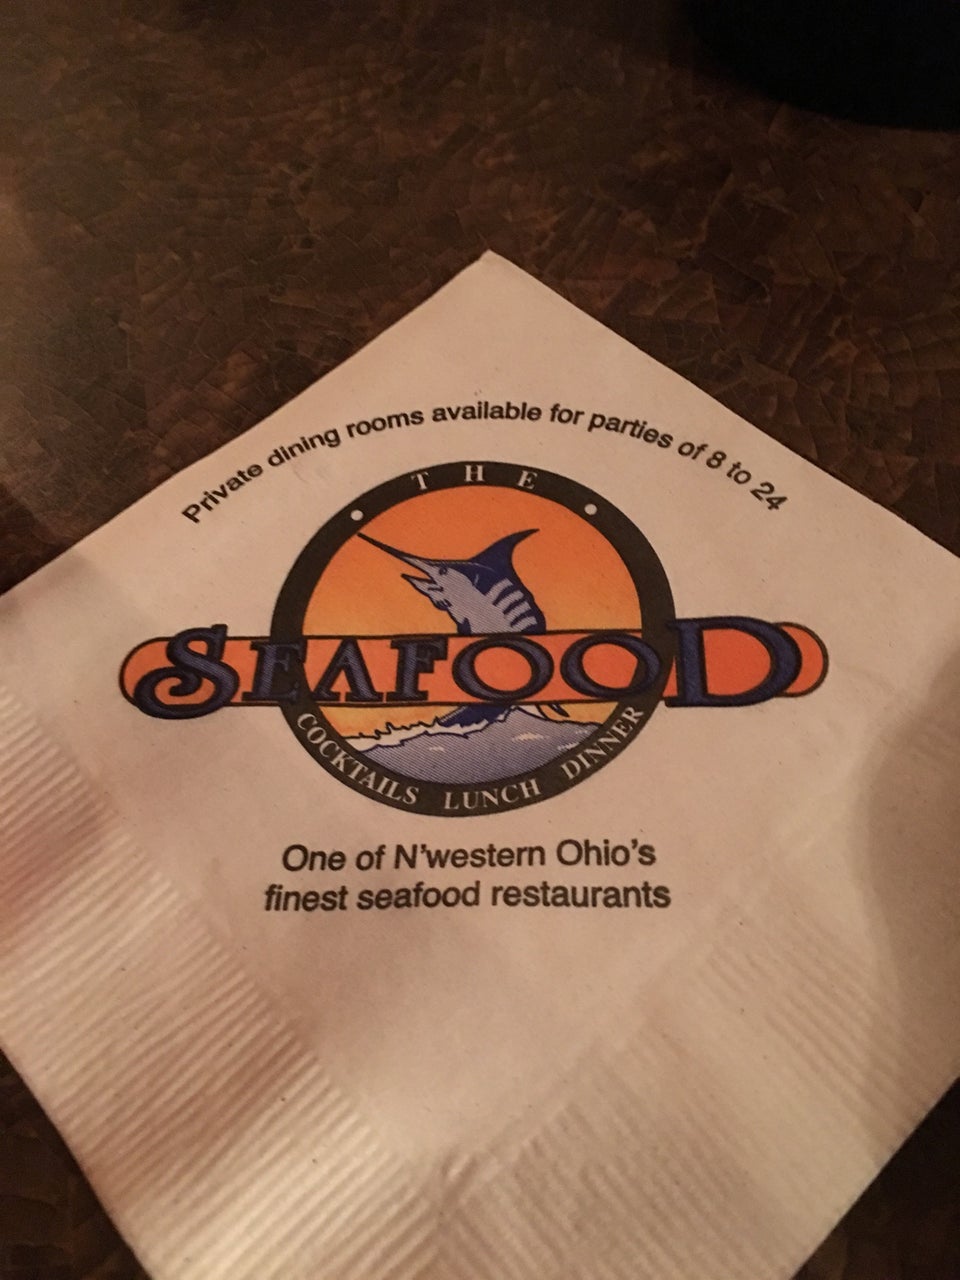 Private dining rooms available for parties of 8 to 24
• THE •
SEAFOOD
COCKTAILS LUNCH DINNER
One of N'western Ohio's
finest seafood restaurants